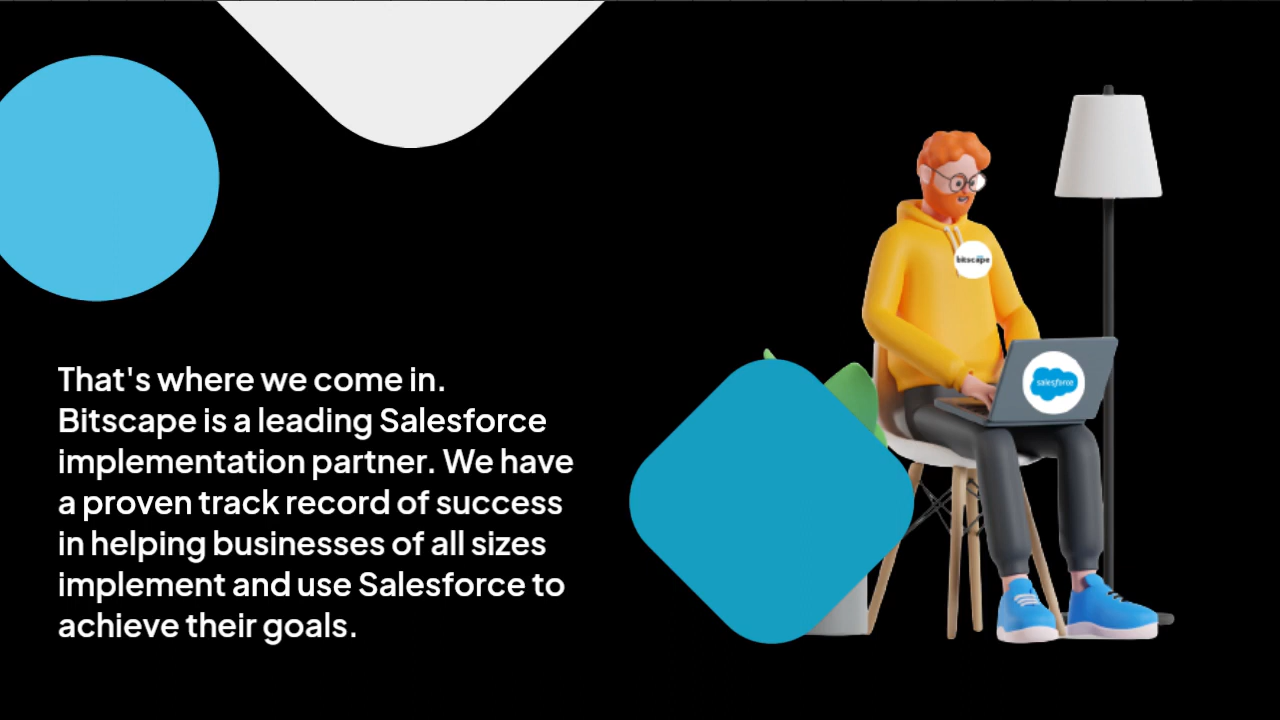 That's where we come in.
Bitscape is a leading Salesforce
implementation partner. We have
a proven track record of success
in helping businesses of all sizes
implement and use Salesforce to
achieve their goals.
bitscape
salesforce